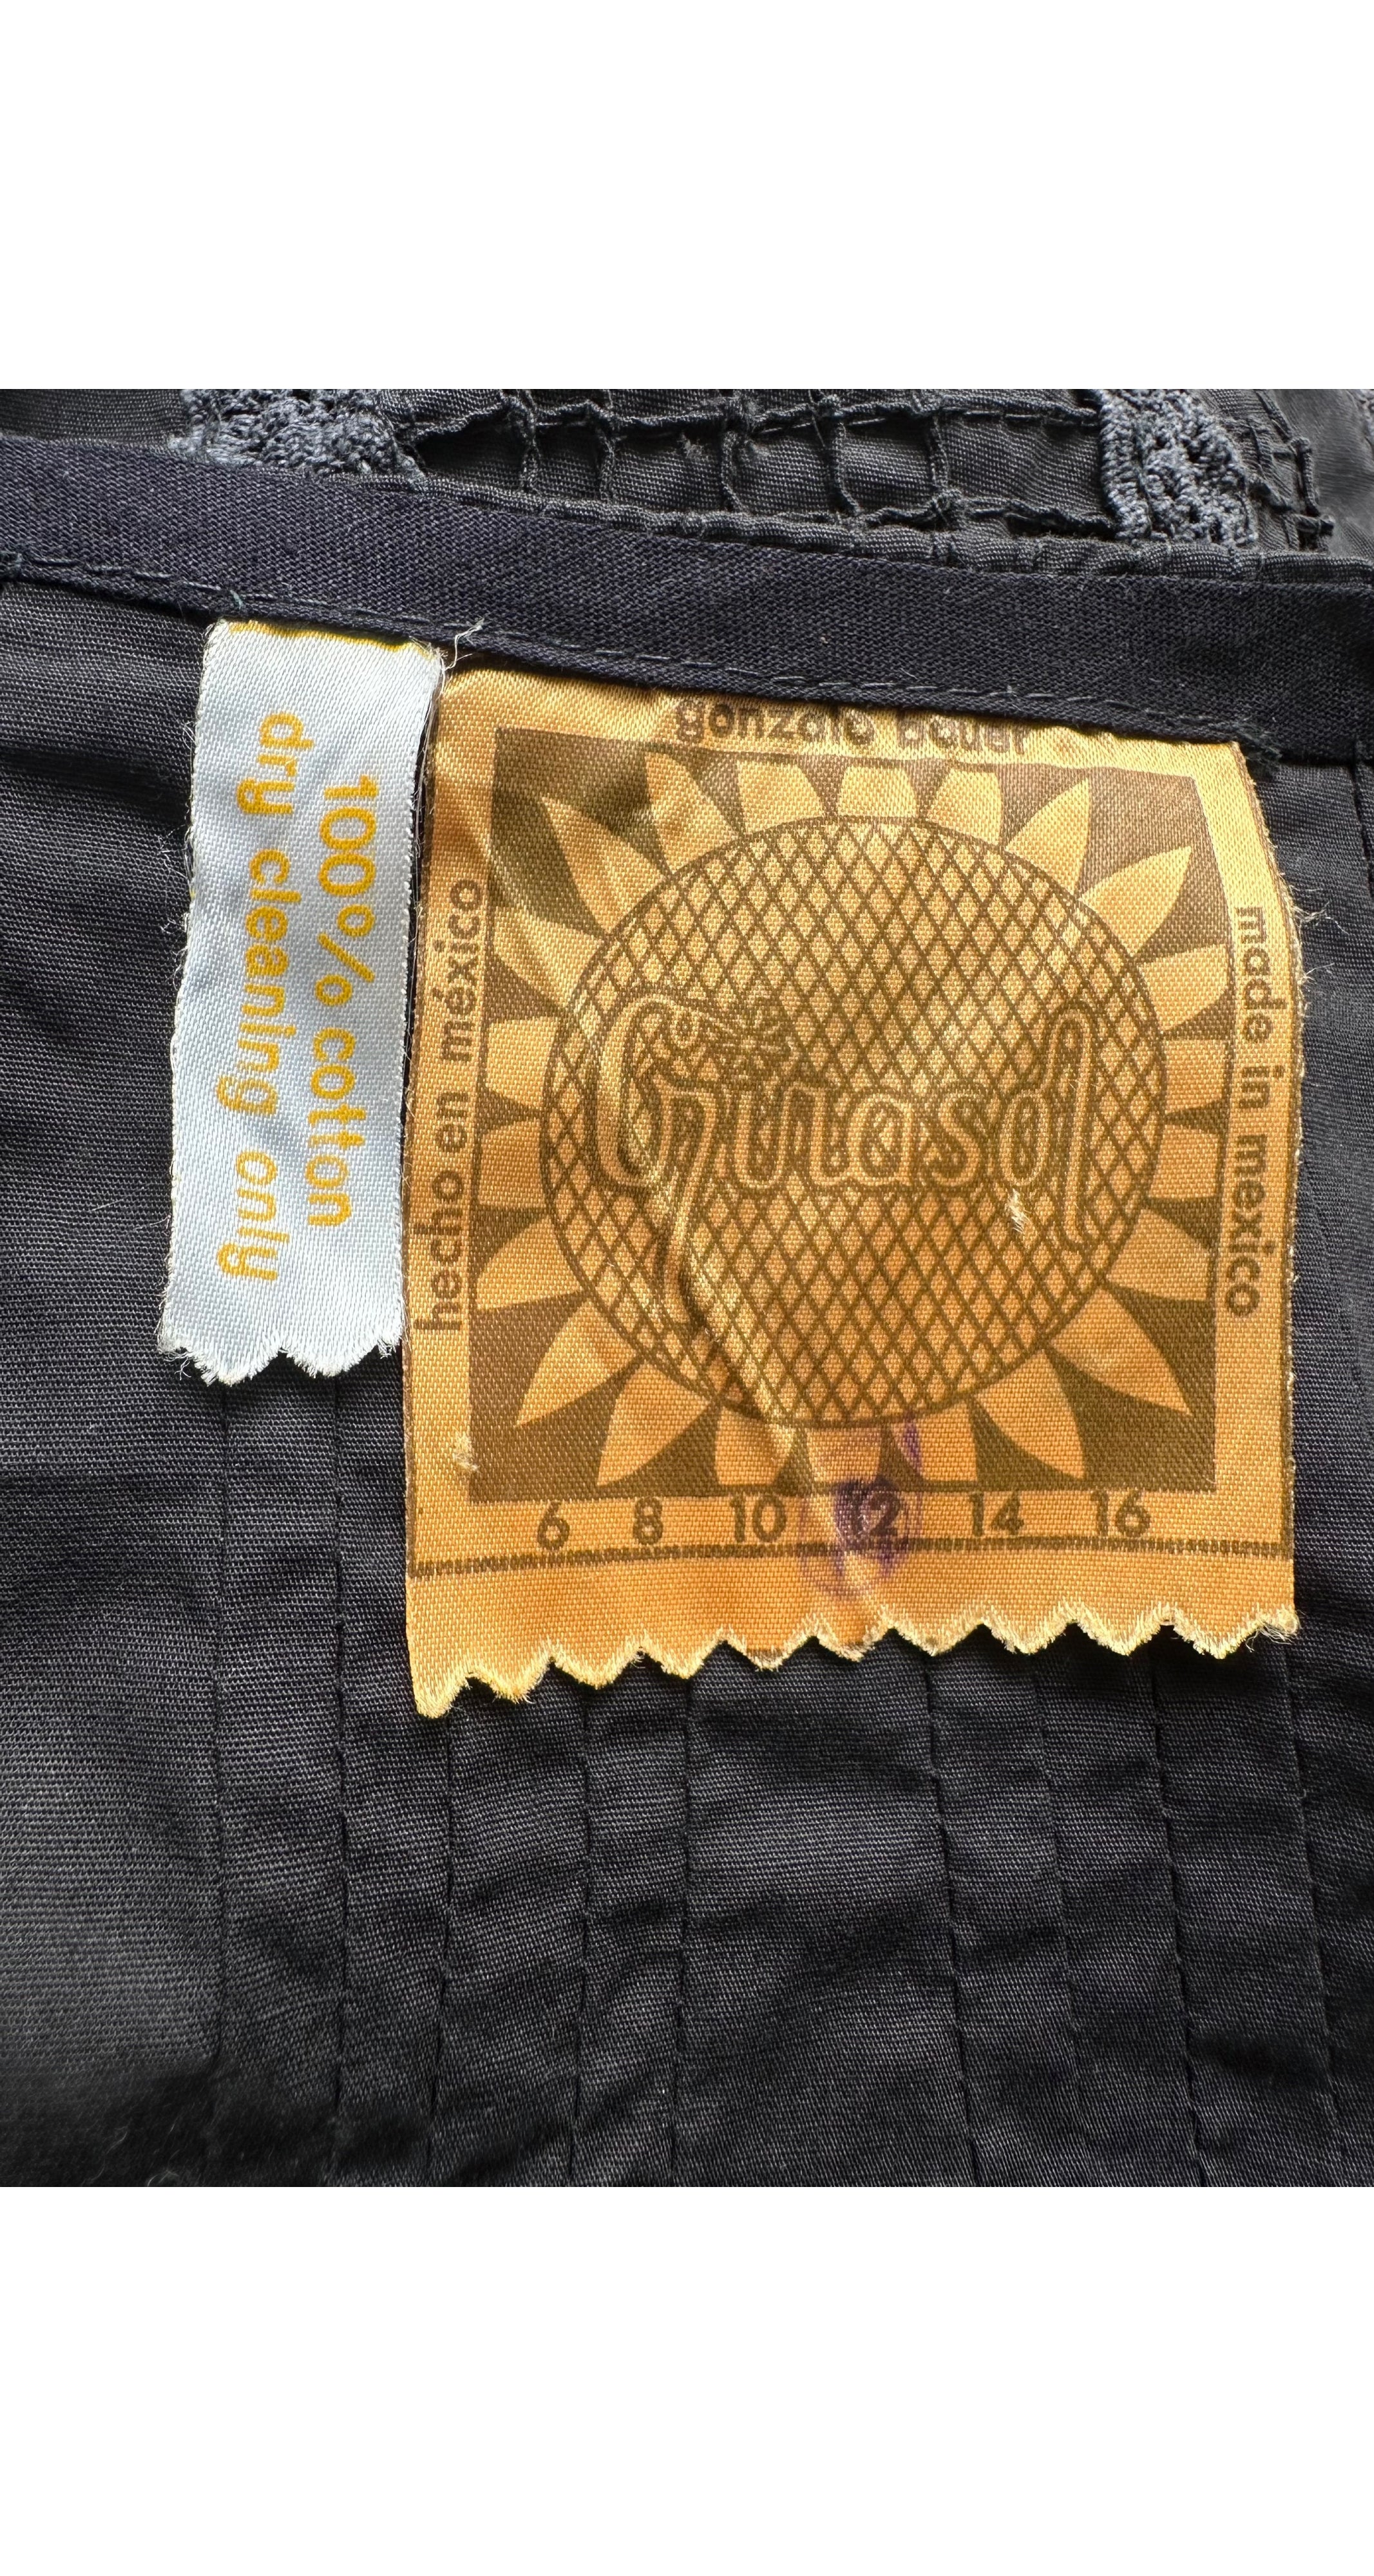 100% cotton
dry cleaning only
gonzalo bauer
hecho en méxico
Girasol
made in mexico
6 8 10 12 14 16